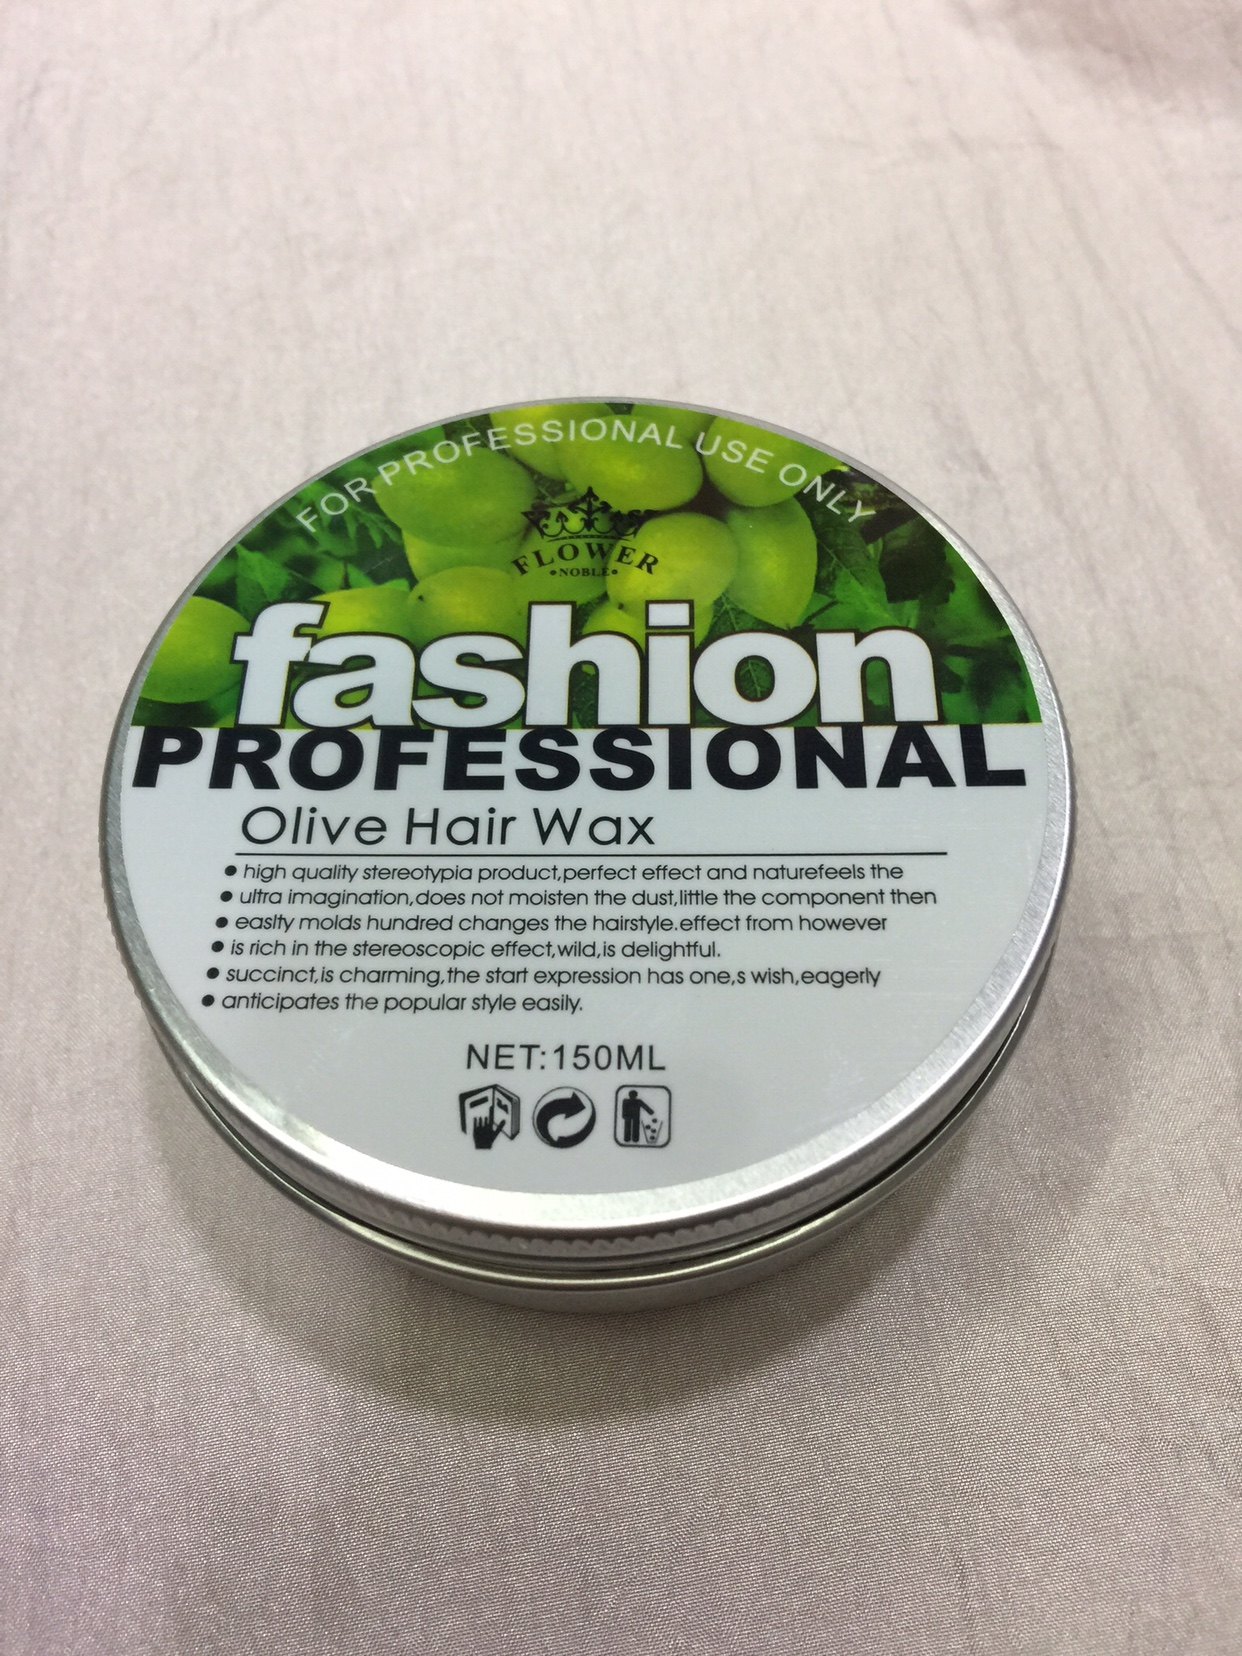 FOR PROFESSIONAL USE ONLY
FLOWER
•NOBLE•
fashion
PROFESSIONAL
Olive Hair Wax
• high quality stereotypia product,perfect effect and naturefeels the
• ultra imagination,does not moisten the dust,little the component then
• easlty molds hundred changes the hairstyle.effect from however
• is rich in the stereoscopic effect,wild,is delightful.
• succinct,is charming,the start expression has one,s wish,eagerly
• anticipates the popular style easily.
NET:150ML